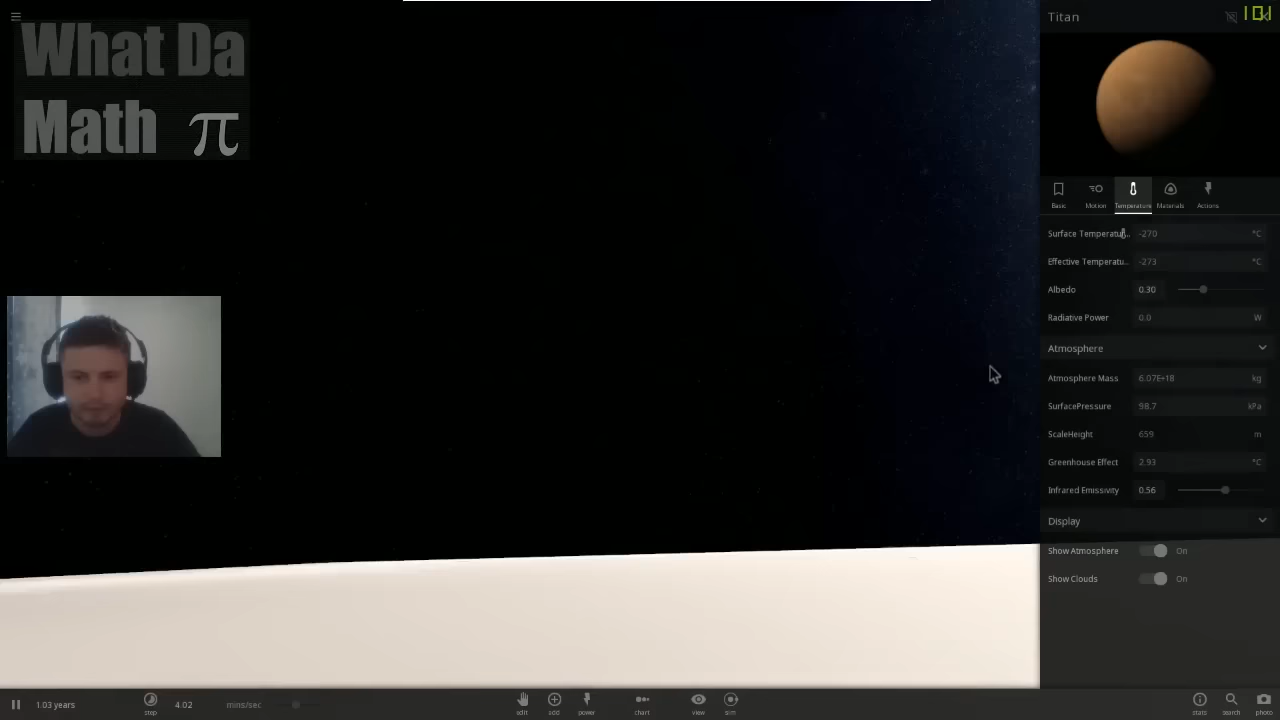 What Da
Math π
101
Titan
Basic
Motion
Temperature
Materials
Actions
Surface Temperatu... -270 °C
Effective Temperatu... -273 °C
Albedo 0.30
Radiative Power 0.0 W
Atmosphere
Atmosphere Mass 6.07E+18 kg
SurfacePressure 98.7 kPa
ScaleHeight 659 m
Greenhouse Effect 2.93 °C
Infrared Emissivity 0.56
Display
Show Atmosphere On
Show Clouds On
1.03 years
step
4.02 mins/sec
edit
add
power
chart
view
sim
stats
search
photo